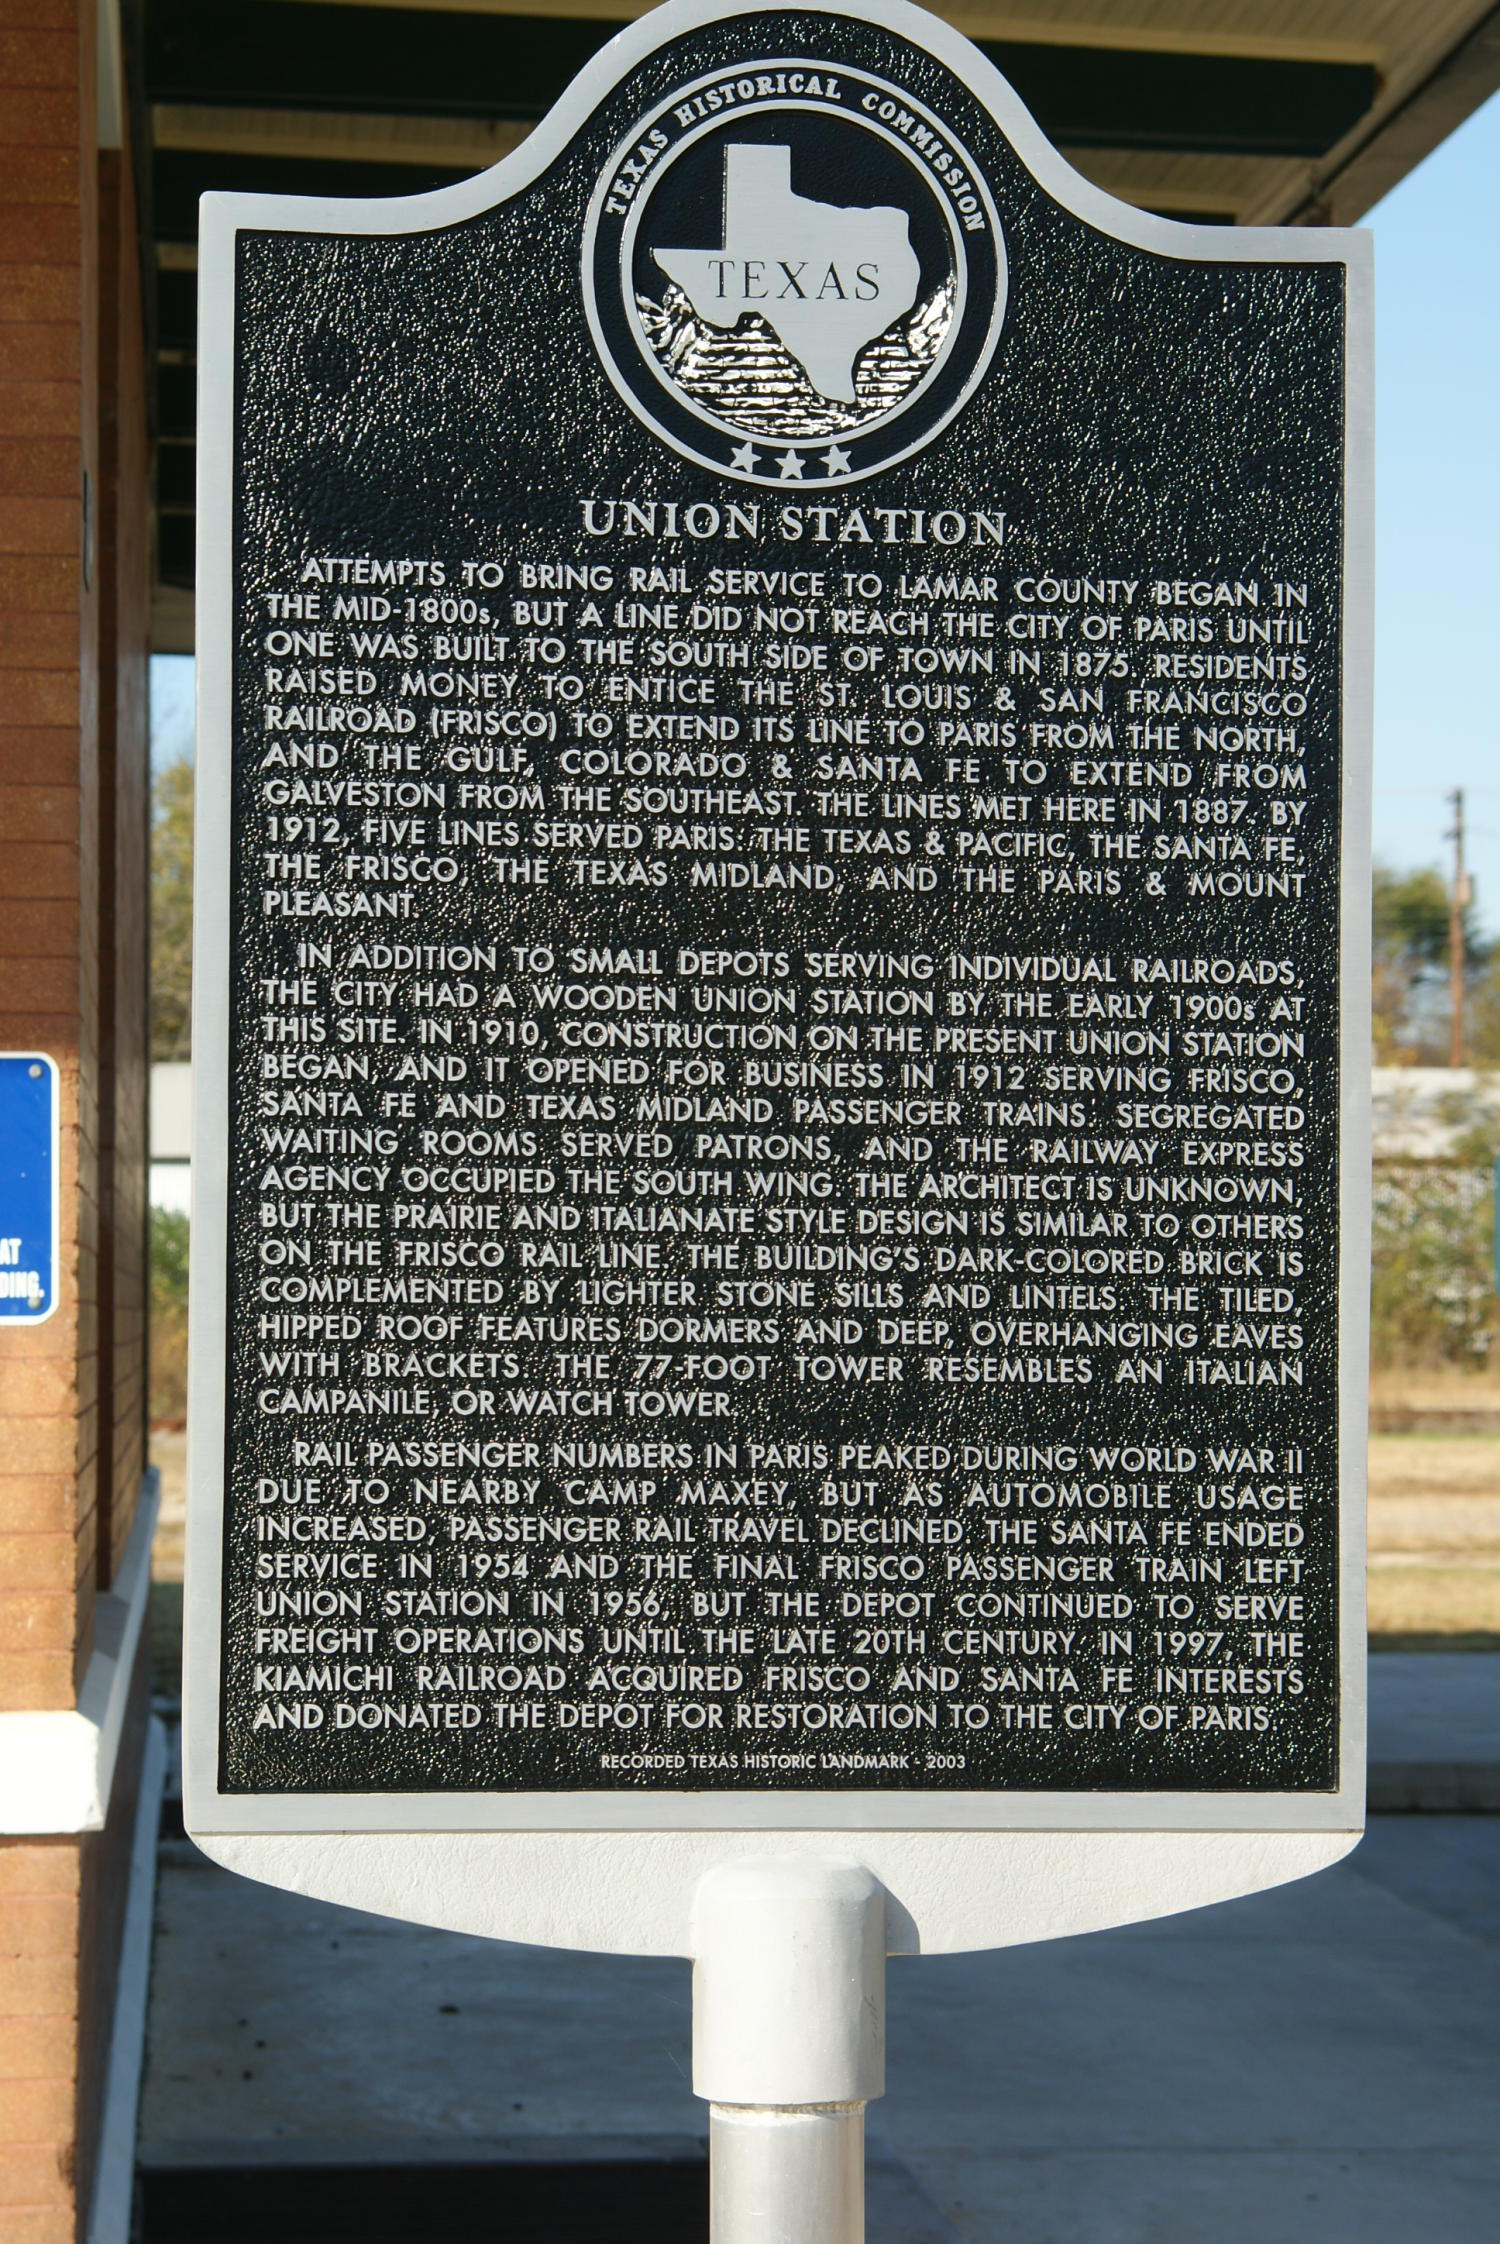 TEXAS HISTORICAL COMMISSION
TEXAS
UNION STATION
ATTEMPTS TO BRING RAIL SERVICE TO LAMAR COUNTY BEGAN IN
THE MID-1800s, BUT A LINE DID NOT REACH THE CITY OF PARIS UNTIL
ONE WAS BUILT TO THE SOUTH SIDE OF TOWN IN 1875. RESIDENTS
RAISED MONEY TO ENTICE THE ST. LOUIS & SAN FRANCISCO
RAILROAD (FRISCO) TO EXTEND ITS LINE TO PARIS FROM THE NORTH,
AND THE GULF, COLORADO & SANTA FE TO EXTEND FROM
GALVESTON FROM THE SOUTHEAST. THE LINES MET HERE IN 1887. BY
1912, FIVE LINES SERVED PARIS: THE TEXAS & PACIFIC, THE SANTA FE,
THE FRISCO, THE TEXAS MIDLAND, AND THE PARIS & MOUNT
PLEASANT.
IN ADDITION TO SMALL DEPOTS SERVING INDIVIDUAL RAILROADS,
THE CITY HAD A WOODEN UNION STATION BY THE EARLY 1900s AT
THIS SITE. IN 1910, CONSTRUCTION ON THE PRESENT UNION STATION
BEGAN, AND IT OPENED FOR BUSINESS IN 1912 SERVING FRISCO,
SANTA FE AND TEXAS MIDLAND PASSENGER TRAINS. SEGREGATED
WAITING ROOMS SERVED PATRONS, AND THE RAILWAY EXPRESS
AGENCY OCCUPIED THE SOUTH WING. THE ARCHITECT IS UNKNOWN,
BUT THE PRAIRIE AND ITALIANATE STYLE DESIGN IS SIMILAR TO OTHERS
ON THE FRISCO RAIL LINE. THE BUILDING'S DARK-COLORED BRICK IS
COMPLEMENTED BY LIGHTER STONE SILLS AND LINTELS. THE TILED,
HIPPED ROOF FEATURES DORMERS AND DEEP, OVERHANGING EAVES
WITH BRACKETS. THE 77-FOOT TOWER RESEMBLES AN ITALIAN
CAMPANILE, OR WATCH TOWER.
RAIL PASSENGER NUMBERS IN PARIS PEAKED DURING WORLD WAR II
DUE TO NEARBY CAMP MAXEY, BUT AS AUTOMOBILE USAGE
INCREASED, PASSENGER RAIL TRAVEL DECLINED. THE SANTA FE ENDED
SERVICE IN 1954 AND THE FINAL FRISCO PASSENGER TRAIN LEFT
UNION STATION IN 1956, BUT THE DEPOT CONTINUED TO SERVE
FREIGHT OPERATIONS UNTIL THE LATE 20TH CENTURY. IN 1997, THE
KIAMICHI RAILROAD ACQUIRED FRISCO AND SANTA FE INTERESTS
AND DONATED THE DEPOT FOR RESTORATION TO THE CITY OF PARIS.
RECORDED TEXAS HISTORIC LANDMARK - 2003
AT
DING.